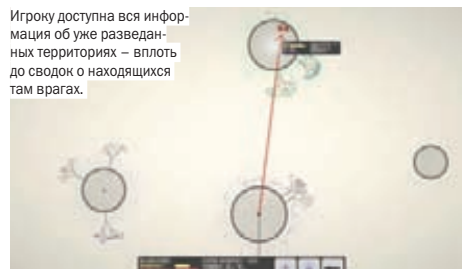 Игроку доступна вся инфор-
мация об уже разведан-
ных территориях – вплоть
до сводок о находящихся
там врагах.